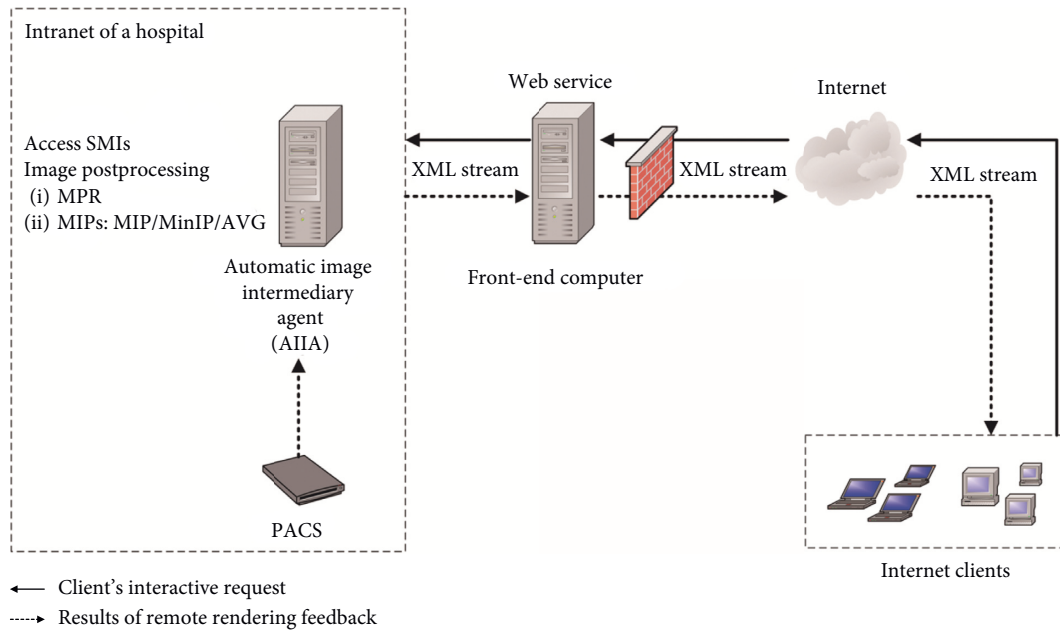 Intranet of a hospital
Access SMIs
Image postprocessing
(i) MPR
(ii) MIPs: MIP/MinIP/AVG
Automatic image
intermediary
agent
(AIIA)
PACS
XML stream
Web service
Front-end computer
XML stream
Internet
XML stream
Internet clients
Client's interactive request
Results of remote rendering feedback